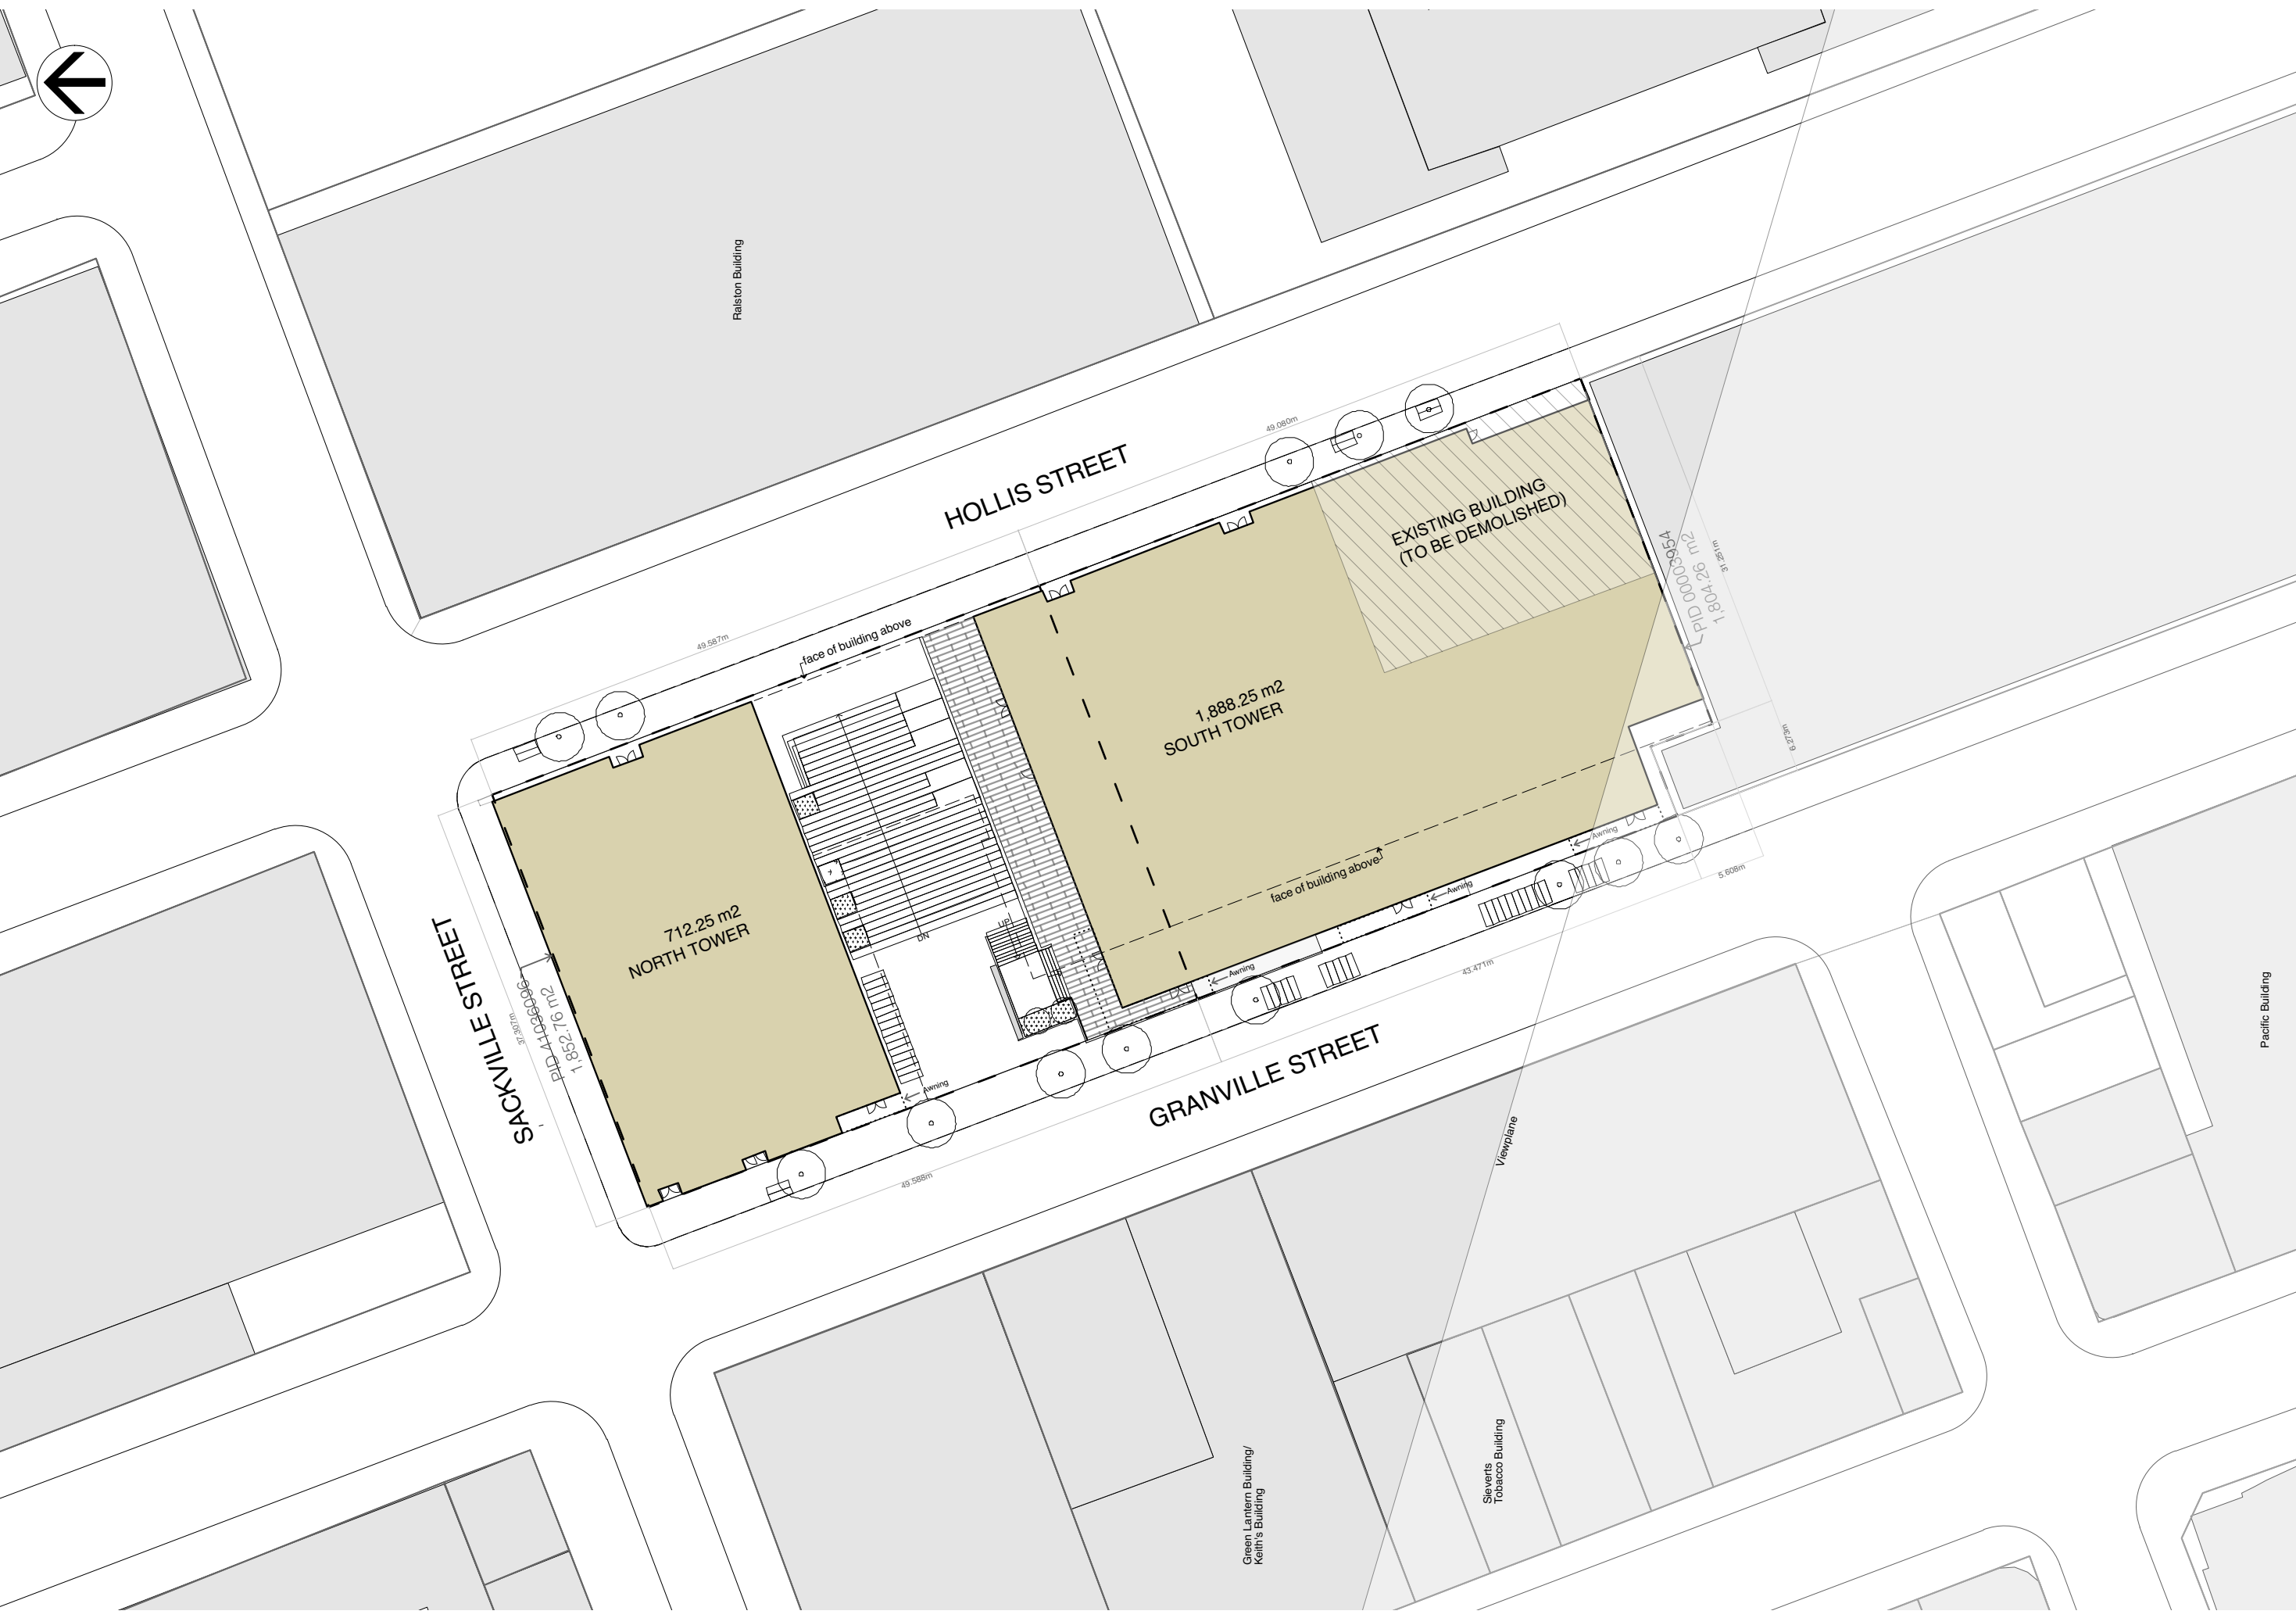 Ralston Building
HOLLIS STREET
49.080m
49.587m
face of building above
EXISTING BUILDING
(TO BE DEMOLISHED)
PID 00003954
1,804.26 m2
31.251m
6.273m
1,888.25 m2
SOUTH TOWER
face of building above
Awning
Awning
Awning
Awning
5.608m
43.471m
712.25 m2
NORTH TOWER
DN
UP
SACKVILLE STREET
37.307m
PID 41036096
1,852.76 m2
49.588m
GRANVILLE STREET
Viewplane
Pacific Building
Green Lantern Building/
Keith's Building
Sieverts
Tobacco Building